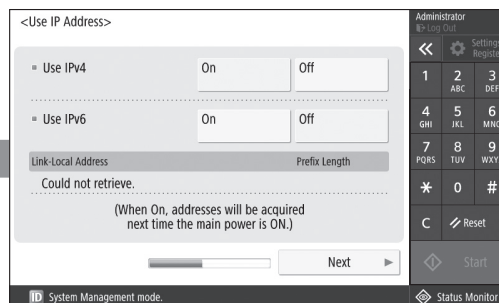 <Use IP Address>
Use IPv4 On Off
Use IPv6 On Off
Link-Local Address Prefix Length
Could not retrieve.
(When On, addresses will be acquired
next time the main power is ON.)
Next
ID System Management mode.
Administrator
Log Out
Settings
Register
1 2 3
ABC DEF
4 5 6
GHI JKL MNO
7 8 9
PQRS TUV WXY
* 0 #
C Reset
Start
Status Monitor